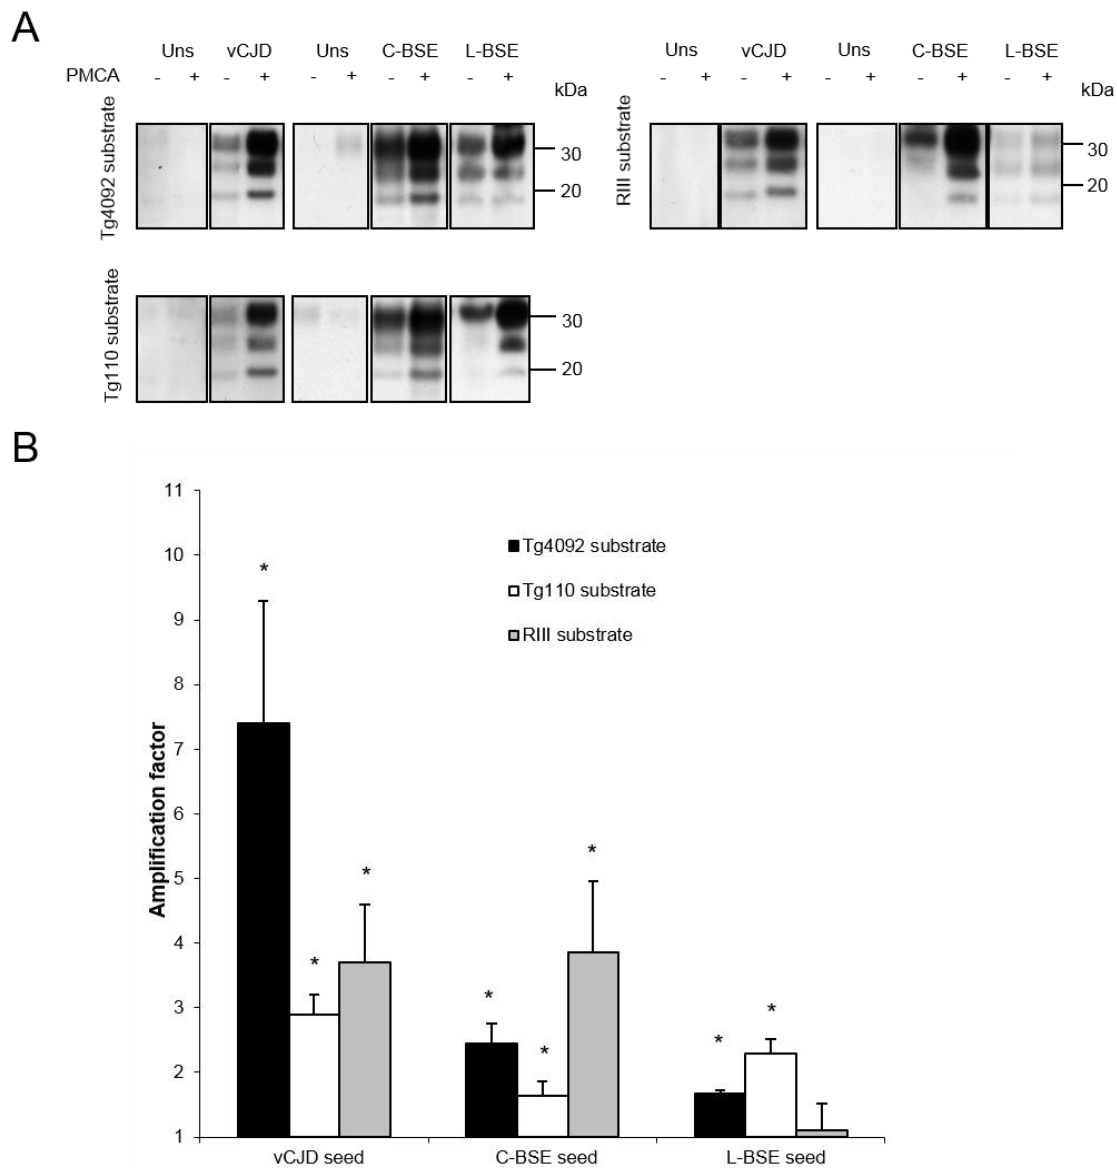 A
Uns vCJD Uns C-BSE L-BSE
PMCA - + - + - + - + - +
kDa
Tg4092 substrate
30
20
Uns vCJD Uns C-BSE L-BSE
- + - + - + - + - +
kDa
RIII substrate
30
20
Tg110 substrate
30
20
B
11
10
9
8
7
6
5
4
3
2
1
Amplification factor
Tg4092 substrate
Tg110 substrate
RIII substrate
* * *
* * *
* *
vCJD seed C-BSE seed L-BSE seed